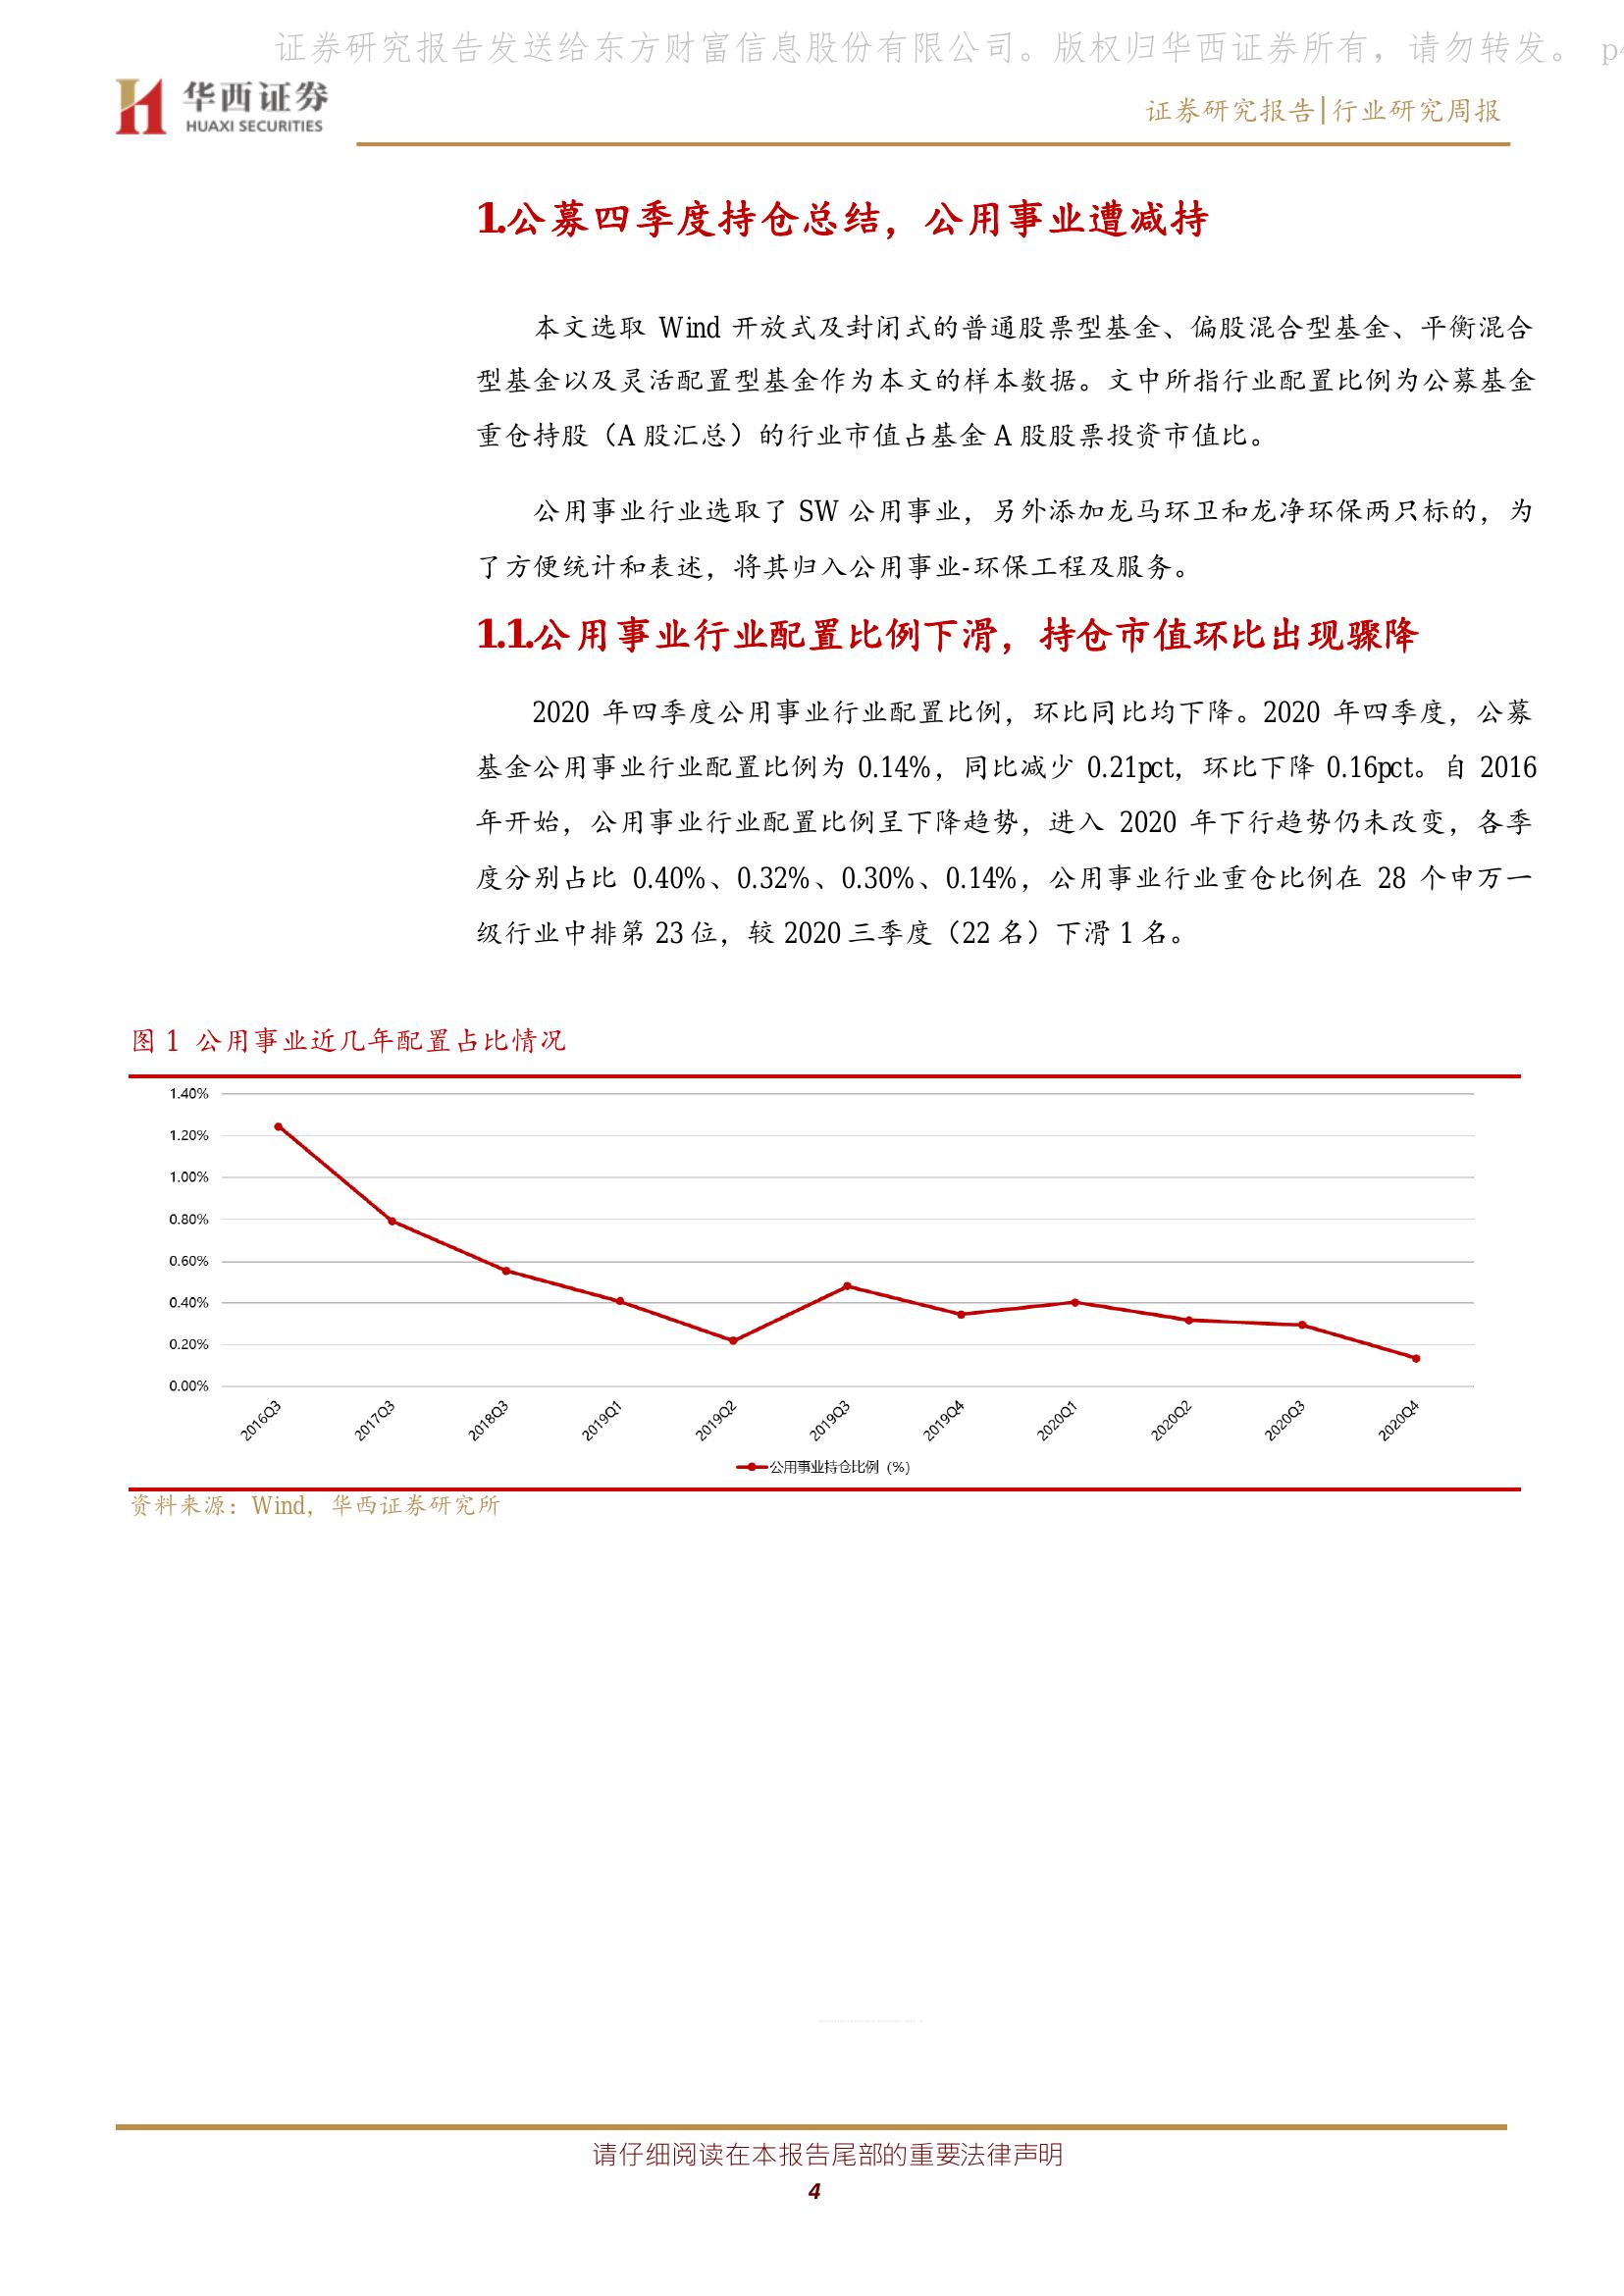 证券研究报告发送给东方财富信息股份有限公司。版权归华西证券所有，请勿转发。 p4
华西证券
HUAXI SECURITIES
证券研究报告|行业研究周报
1.公募四季度持仓总结，公用事业遭减持
本文选取 Wind 开放式及封闭式的普通股票型基金、偏股混合型基金、平衡混合
型基金以及灵活配置型基金作为本文的样本数据。文中所指行业配置比例为公募基金
重仓持股（A 股汇总）的行业市值占基金 A 股股票投资市值比。
公用事业行业选取了 SW 公用事业，另外添加龙马环卫和龙净环保两只标的，为
了方便统计和表述，将其归入公用事业-环保工程及服务。
1.1.公用事业行业配置比例下滑，持仓市值环比出现骤降
2020 年四季度公用事业行业配置比例，环比同比均下降。2020 年四季度，公募
基金公用事业行业配置比例为 0.14%，同比减少 0.21pct，环比下降 0.16pct。自 2016
年开始，公用事业行业配置比例呈下降趋势，进入 2020 年下行趋势仍未改变，各季
度分别占比 0.40%、0.32%、0.30%、0.14%，公用事业行业重仓比例在 28 个申万一
级行业中排第 23 位，较 2020 三季度（22 名）下滑 1 名。
图 1 公用事业近几年配置占比情况
1.40%
1.20%
1.00%
0.80%
0.60%
0.40%
0.20%
0.00%
2016Q3
2017Q3
2018Q3
2019Q1
2019Q2
2019Q3
2019Q4
2020Q1
2020Q2
2020Q3
2020Q4
公用事业持仓比例（%）
资料来源：Wind，华西证券研究所
请仔细阅读在本报告尾部的重要法律声明
4